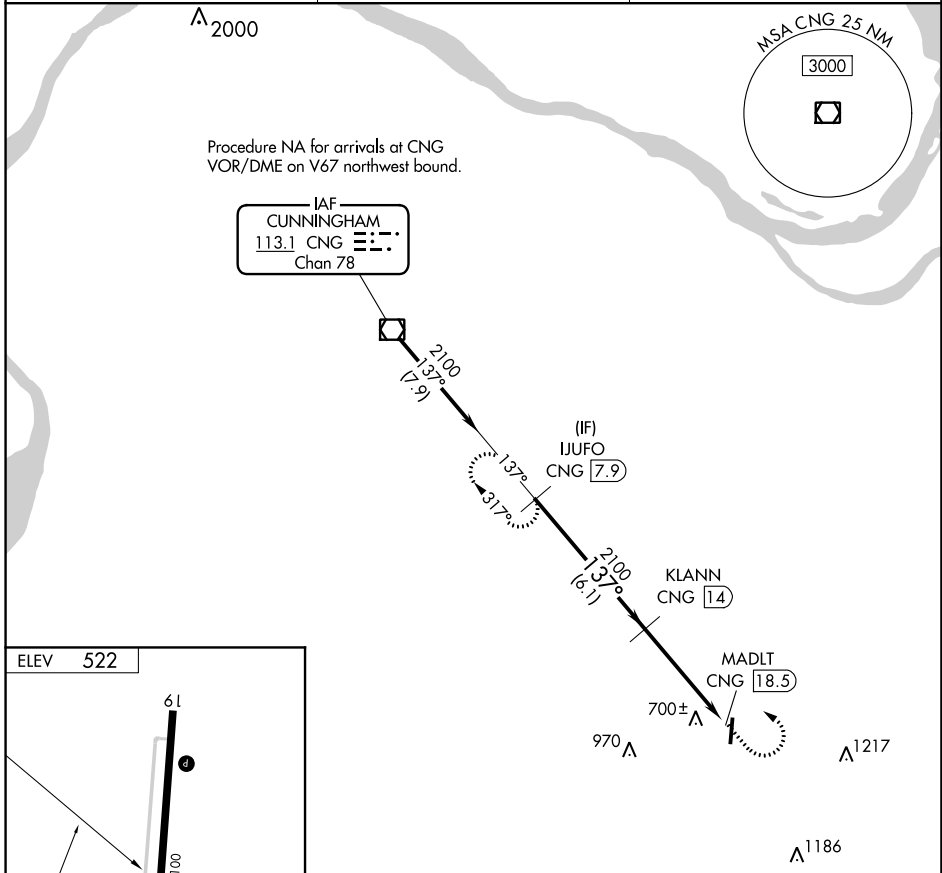 2000
MSA CNG 25 NM
3000
Procedure NA for arrivals at CNG
VOR/DME on V67 northwest bound.
IAF
CUNNINGHAM
113.1 CNG
Chan 78
2100
137°
(7.9)
(IF)
IJUFO
CNG 7.9
137°
317°
2100
137°
(6.1)
KLANN
CNG 14
MADLT
CNG 18.5
700±
970
1217
1186
ELEV 522
19
P
100